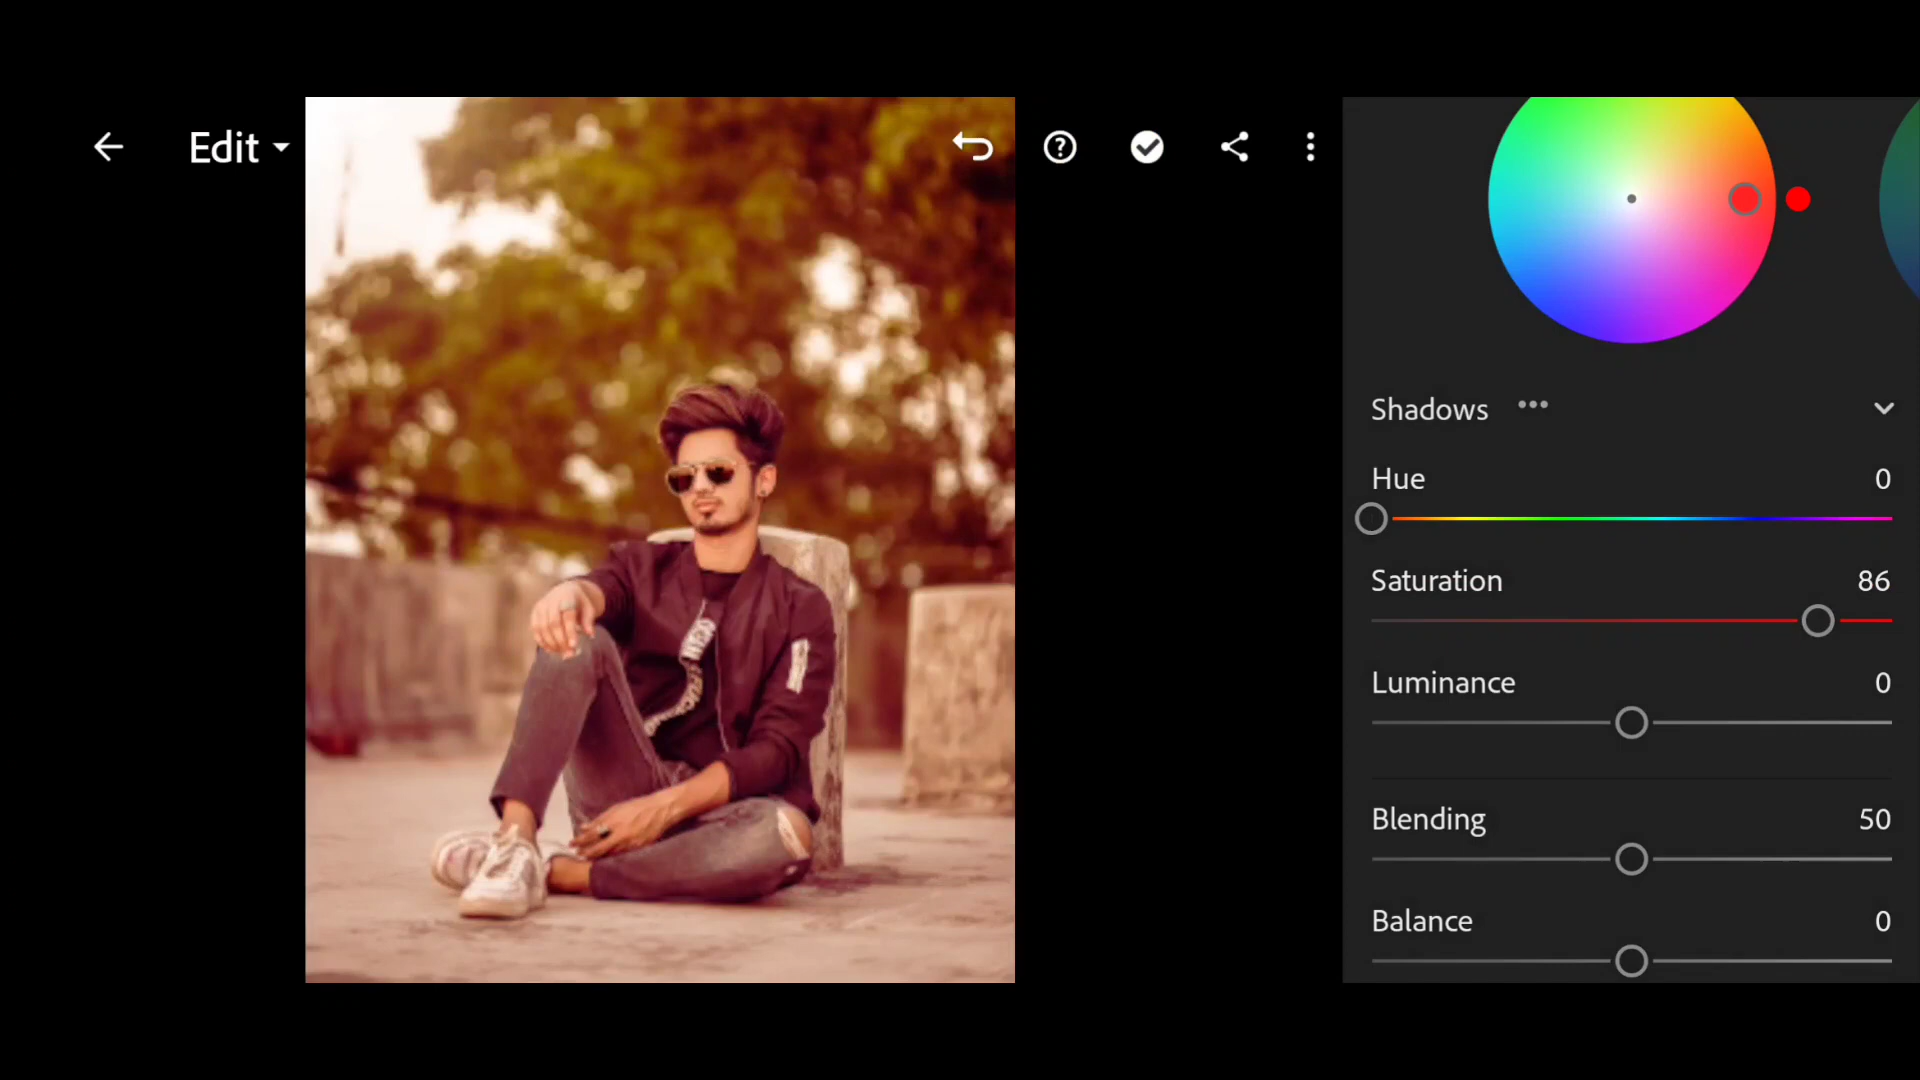 Edit
Shadows
Hue 0
Saturation 86
Luminance 0
Blending 50
Balance 0